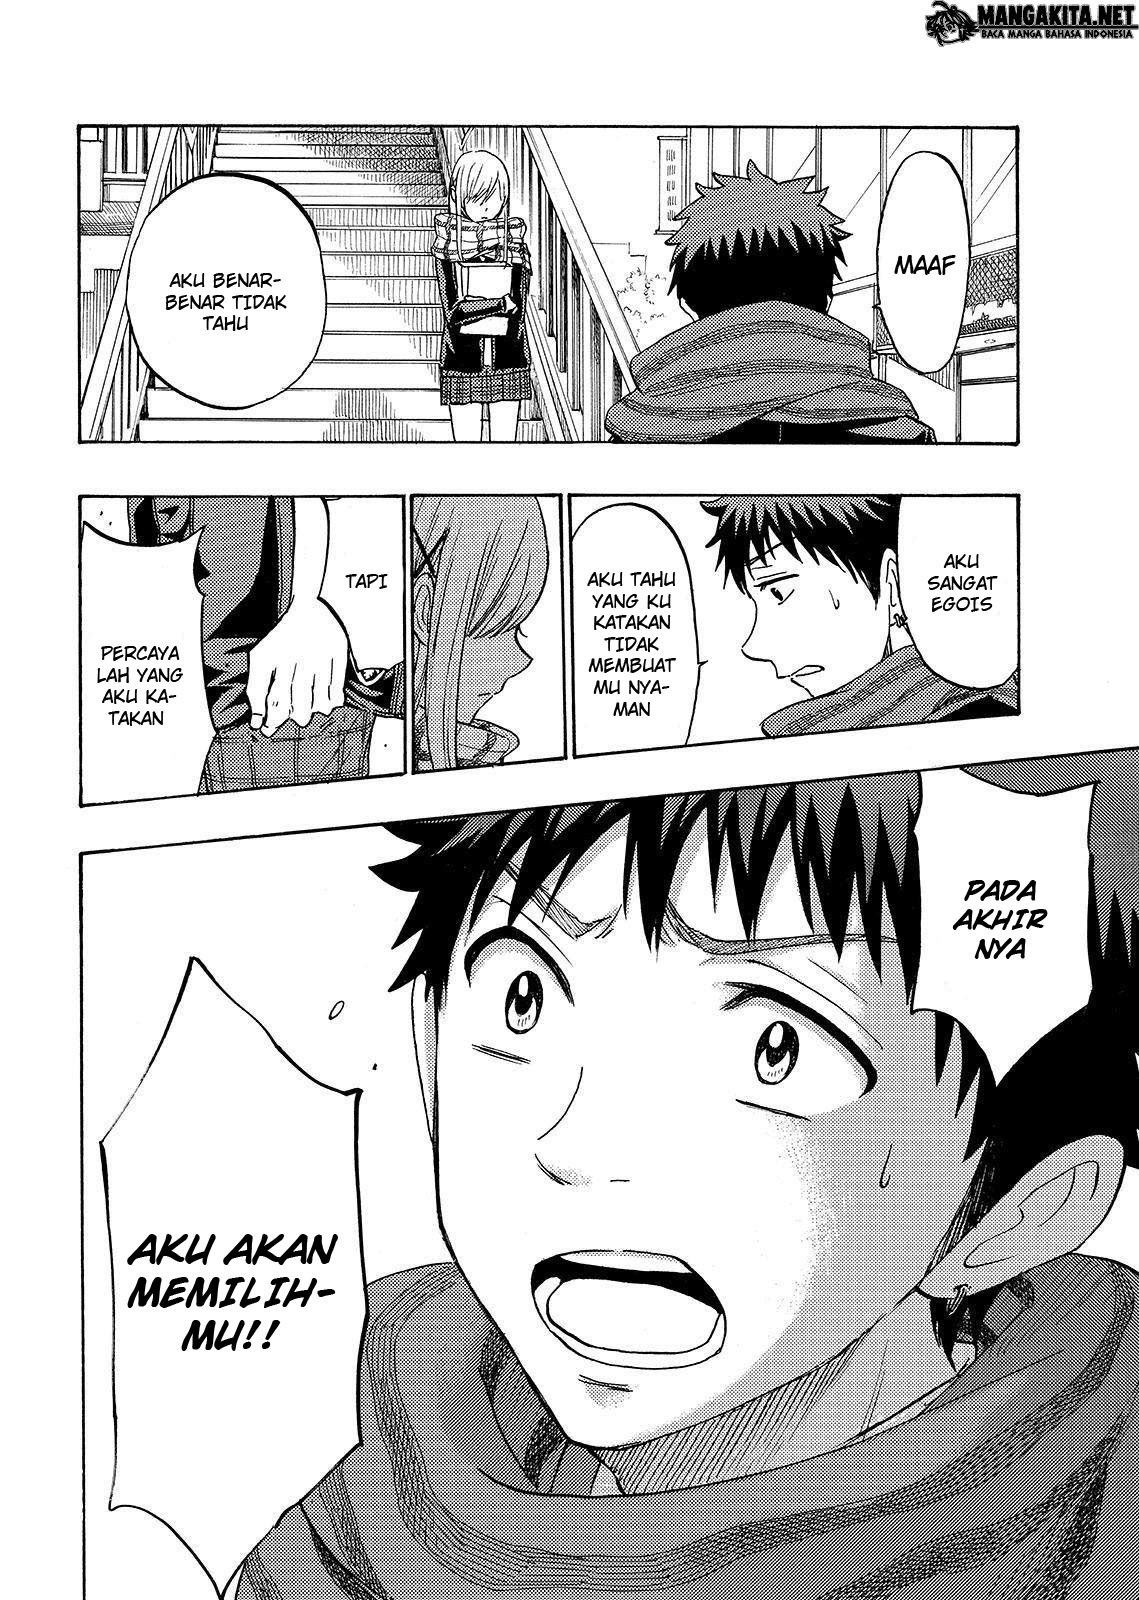 MANGAKITA.NET
BACA MANGA BAHASA INDONESIA
MAAF
AKU BENAR-
BENAR TIDAK
TAHU
AKU
SANGAT
EGOIS
AKU TAHU
YANG KU
KATAKAN
TIDAK
MEMBUAT
MU NYA-
MAN
TAPI
PERCAYA
LAH YANG
AKU KA-
TAKAN
PADA
AKHIR
NYA
AKU AKAN
MEMILIH-
MU!!